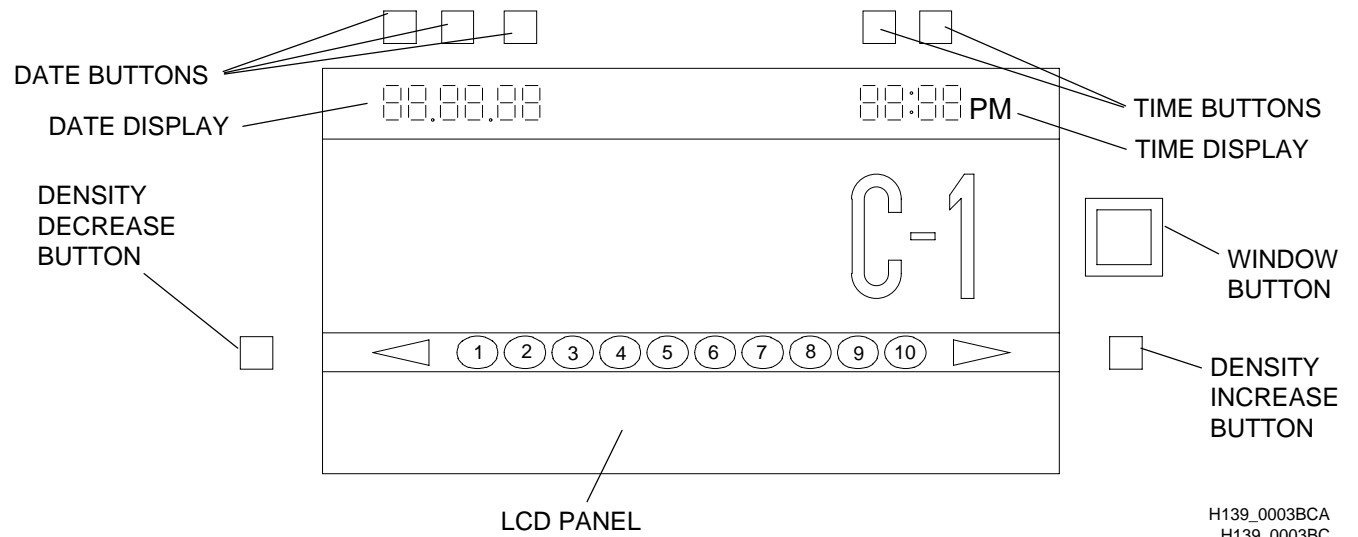 DATE BUTTONS
DATE DISPLAY
88.88.88
88:88 PM
TIME BUTTONS
TIME DISPLAY
DENSITY
DECREASE
BUTTON
C-1
WINDOW
BUTTON
1 2 3 4 5 6 7 8 9 10
DENSITY
INCREASE
BUTTON
LCD PANEL
H139_0003BCA
H139_0003BC